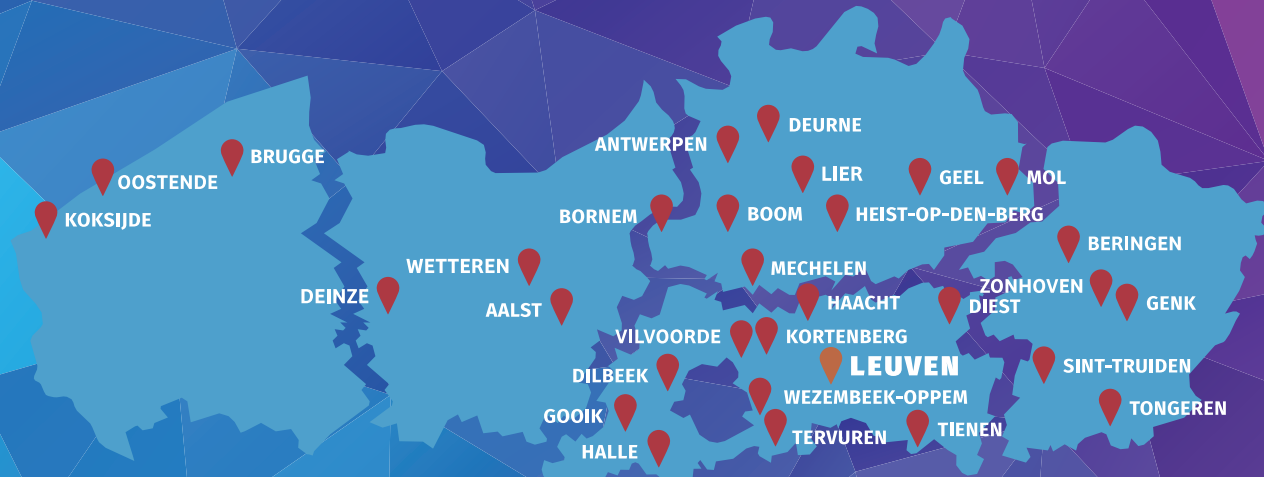 DEURNE
ANTWERPEN
BRUGGE
LIER
GEEL
MOL
OOSTENDE
KOKSIJDE
BORNEM
BOOM
HEIST-OP-DEN-BERG
BERINGEN
WETTEREN
MECHELEN
ZONHOVEN
DEINZE
HAACHT
DIEST
GENK
AALST
VILVOORDE
KORTENBERG
LEUVEN
SINT-TRUIDEN
DILBEEK
WEZEMBEEK-OPPEM
TONGEREN
GOOIK
TERVUREN
TIENEN
HALLE